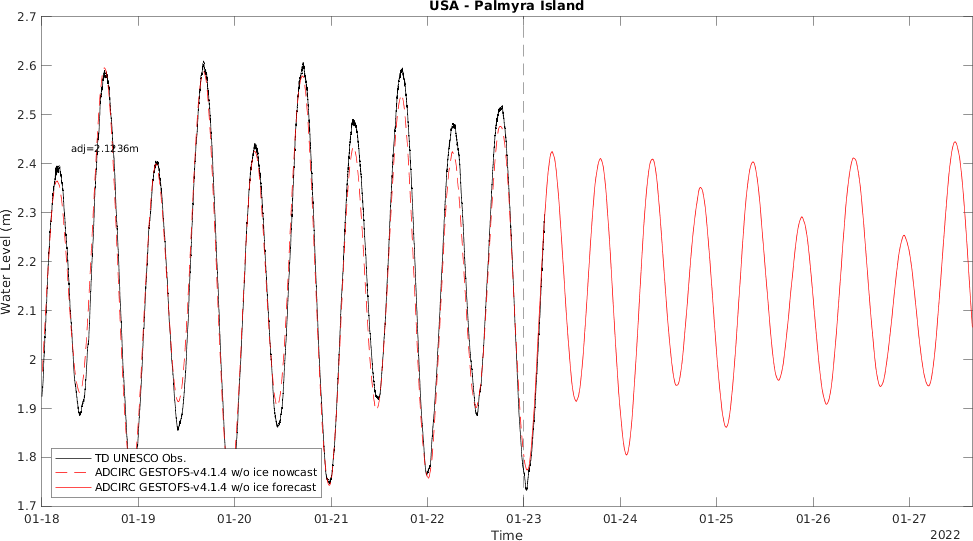 USA - Palmyra Island
2.7
2.6
2.5
2.4
2.3
2.2
2.1
2
1.9
1.8
1.7
Water Level (m)
adj=2.1236m
TD UNESCO Obs.
ADCIRC GESTOFS-v4.1.4 w/o ice nowcast
ADCIRC GESTOFS-v4.1.4 w/o ice forecast
01-18 01-19 01-20 01-21 01-22 01-23 01-24 01-25 01-26 01-27
Time
2022